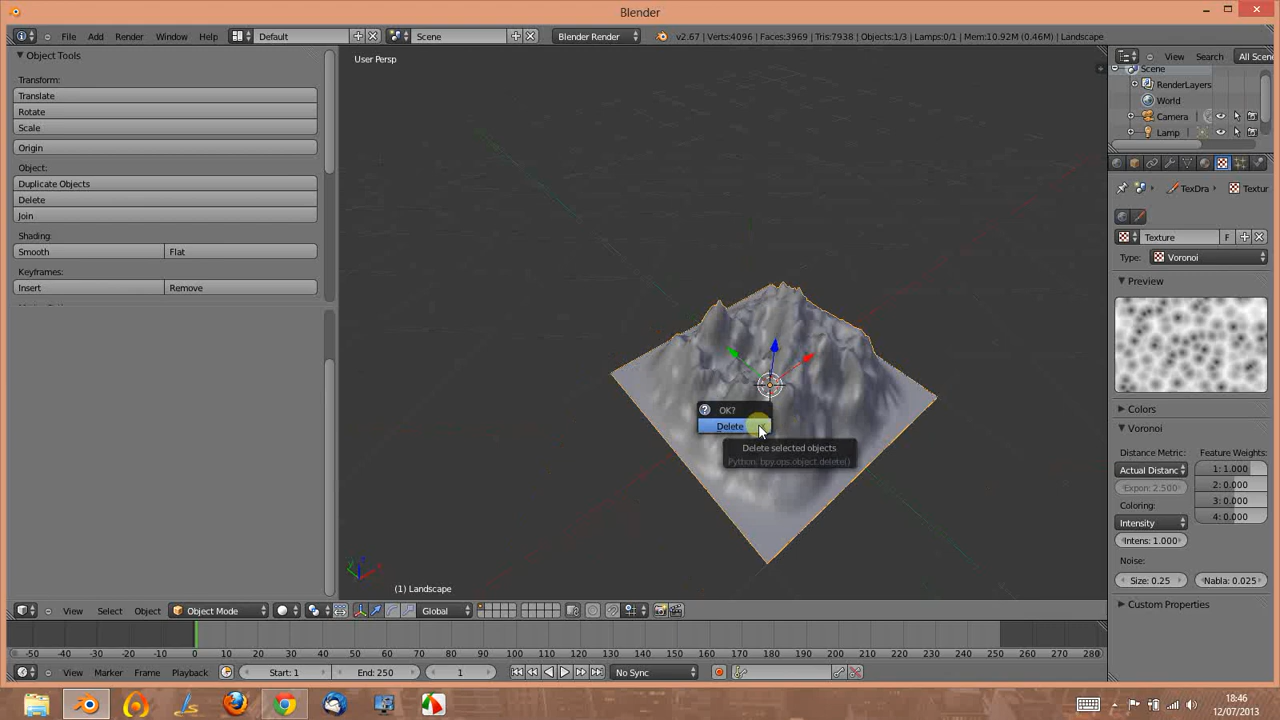 Blender
File Add Render Window Help Default Scene Blender Render v2.67 | Verts:4096 | Faces:3969 | Tris:7938 | Objects:1/3 | Lamps:0/1 | Mem:10.92M (0.46M) | Landscape
Object Tools
Transform:
Translate
Rotate
Scale
Origin
Object:
Duplicate Objects
Delete
Join
Shading:
Smooth Flat
Keyframes:
Insert Remove
User Persp
OK?
Delete
Delete selected objects
Python: bpy.ops.object.delete()
(1) Landscape
View Search All Scen
Scene
RenderLayers
World
Camera
Lamp
TexDra Textur
Texture F
Type: Voronoi
Preview
Colors
Voronoi
Distance Metric: Feature Weights:
Actual Distanc 1: 1.000
Expon: 2.500 2: 0.000
Coloring: 3: 0.000
Intensity 4: 0.000
Intens: 1.000
Noise:
Size: 0.25 Nabla: 0.025
Custom Properties
View Select Object Object Mode Global
-50 -40 -30 -20 -10 0 10 20 30 40 50 60 70 80 90 100 110 120 130 140 150 160 170 180 190 200 210 220 230 240 250 260 270 280
View Marker Frame Playback Start: 1 End: 250 1 No Sync
18:46
12/07/2013